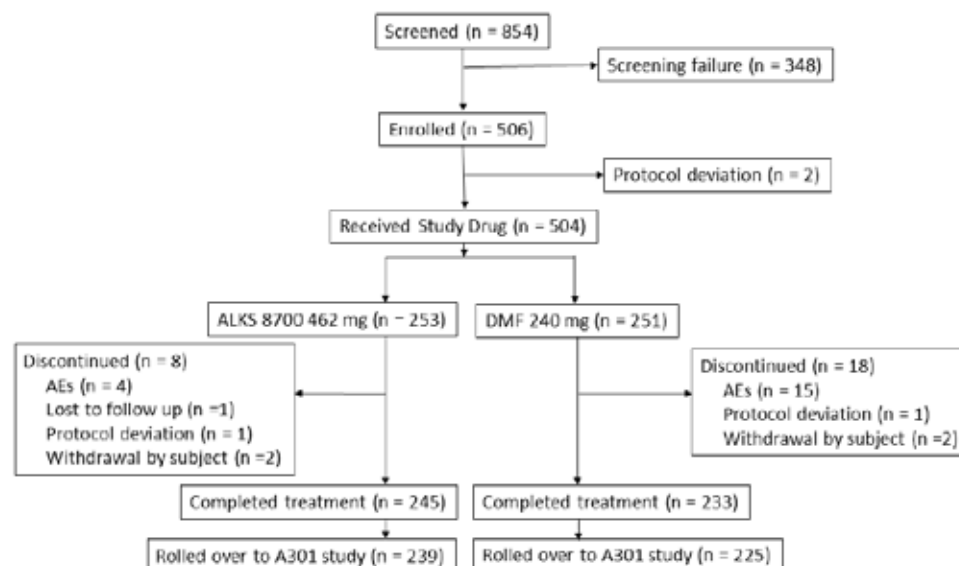 Screened (n = 854)
Screening failure (n = 348)
Enrolled (n = 506)
Protocol deviation (n = 2)
Received Study Drug (n = 504)
ALKS 8700 462 mg (n = 253)
DMF 240 mg (n = 251)
Discontinued (n = 8)
AEs (n = 4)
Lost to follow up (n =1)
Protocol deviation (n = 1)
Withdrawal by subject (n =2)
Discontinued (n = 18)
AEs (n = 15)
Protocol deviation (n = 1)
Withdrawal by subject (n =2)
Completed treatment (n = 245)
Completed treatment (n = 233)
Rolled over to A301 study (n = 239)
Rolled over to A301 study (n = 225)